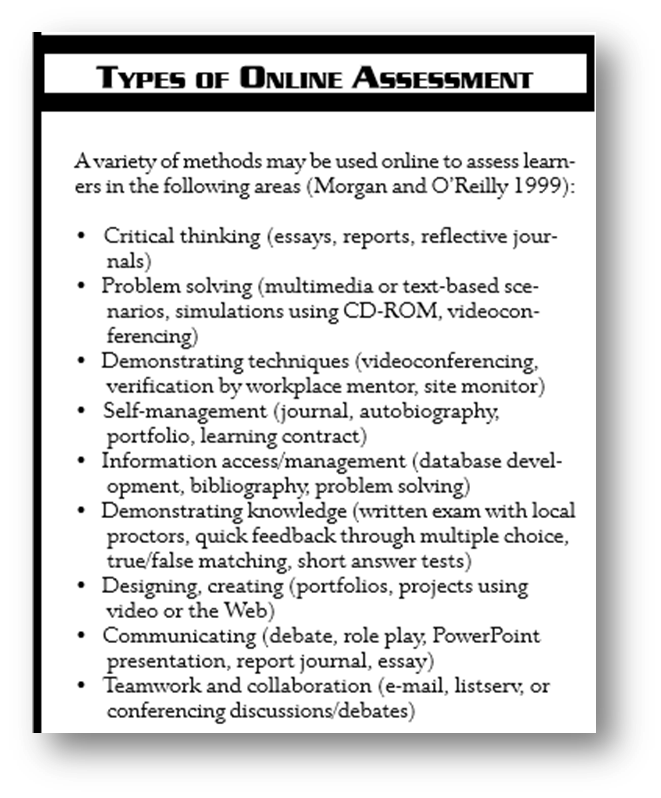 TYPES OF ONLINE ASSESSMENT
A variety of methods may be used online to assess learn-
ers in the following areas (Morgan and O'Reilly 1999):
• Critical thinking (essays, reports, reflective jour-
nals)
• Problem solving (multimedia or text-based sce-
narios, simulations using CD-ROM, videocon-
ferencing)
• Demonstrating techniques (videoconferencing,
verification by workplace mentor, site monitor)
• Self-management (journal, autobiography,
portfolio, learning contract)
• Information access/management (database devel-
opment, bibliography, problem solving)
• Demonstrating knowledge (written exam with local
proctors, quick feedback through multiple choice,
true/false matching, short answer tests)
• Designing, creating (portfolios, projects using
video or the Web)
• Communicating (debate, role play, PowerPoint
presentation, report journal, essay)
• Teamwork and collaboration (e-mail, listserv, or
conferencing discussions/debates)